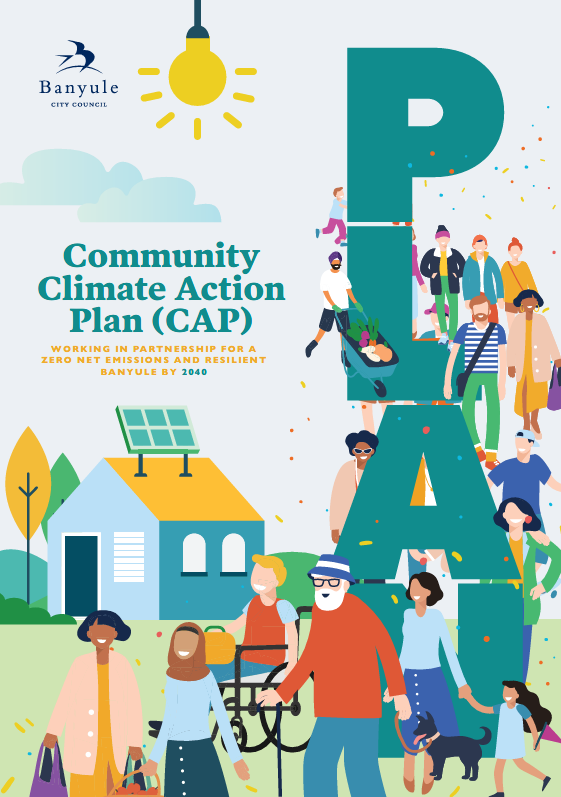 Banyule
CITY COUNCIL
Community
Climate Action
Plan (CAP)
WORKING IN PARTNERSHIP FOR A
ZERO NET EMISSIONS AND RESILIENT
BANYULE BY 2040
P
L
A
N